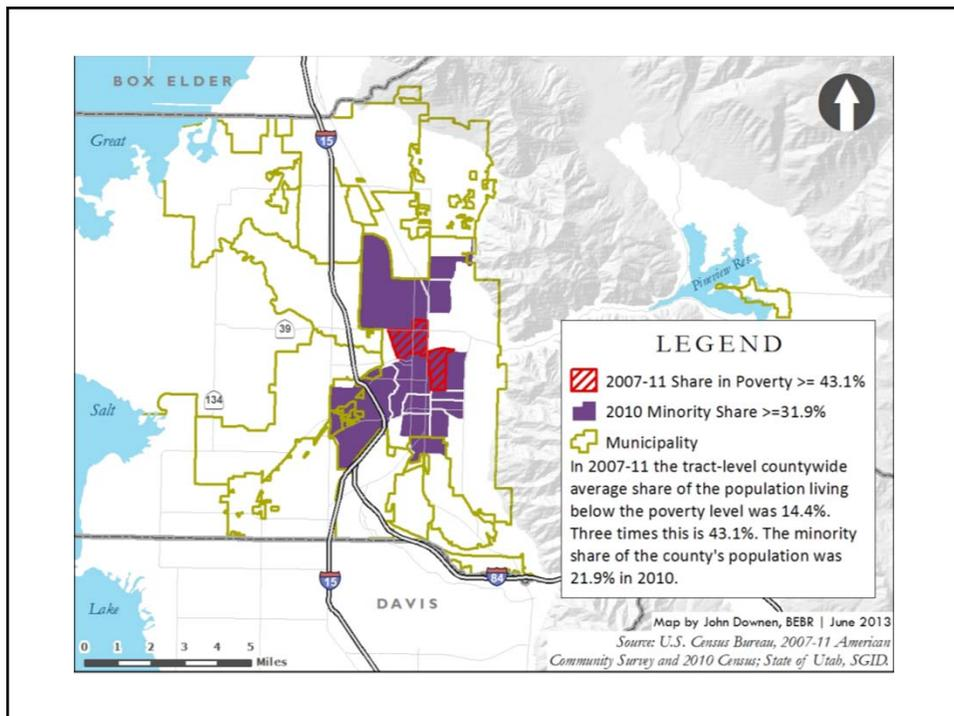 BOX ELDER
Great
15
39
134
Salt
Pineview Res.
LEGEND
2007-11 Share in Poverty >= 43.1%
2010 Minority Share >=31.9%
Municipality
In 2007-11 the tract-level countywide
average share of the population living
below the poverty level was 14.4%.
Three times this is 43.1%. The minority
share of the county's population was
21.9% in 2010.
15
84
DAVIS
Lake
0 1 2 3 4 5
Miles
Map by John Downen, BEBR | June 2013
Source: U.S. Census Bureau, 2007-11 American
Community Survey and 2010 Census; State of Utah, SGID.